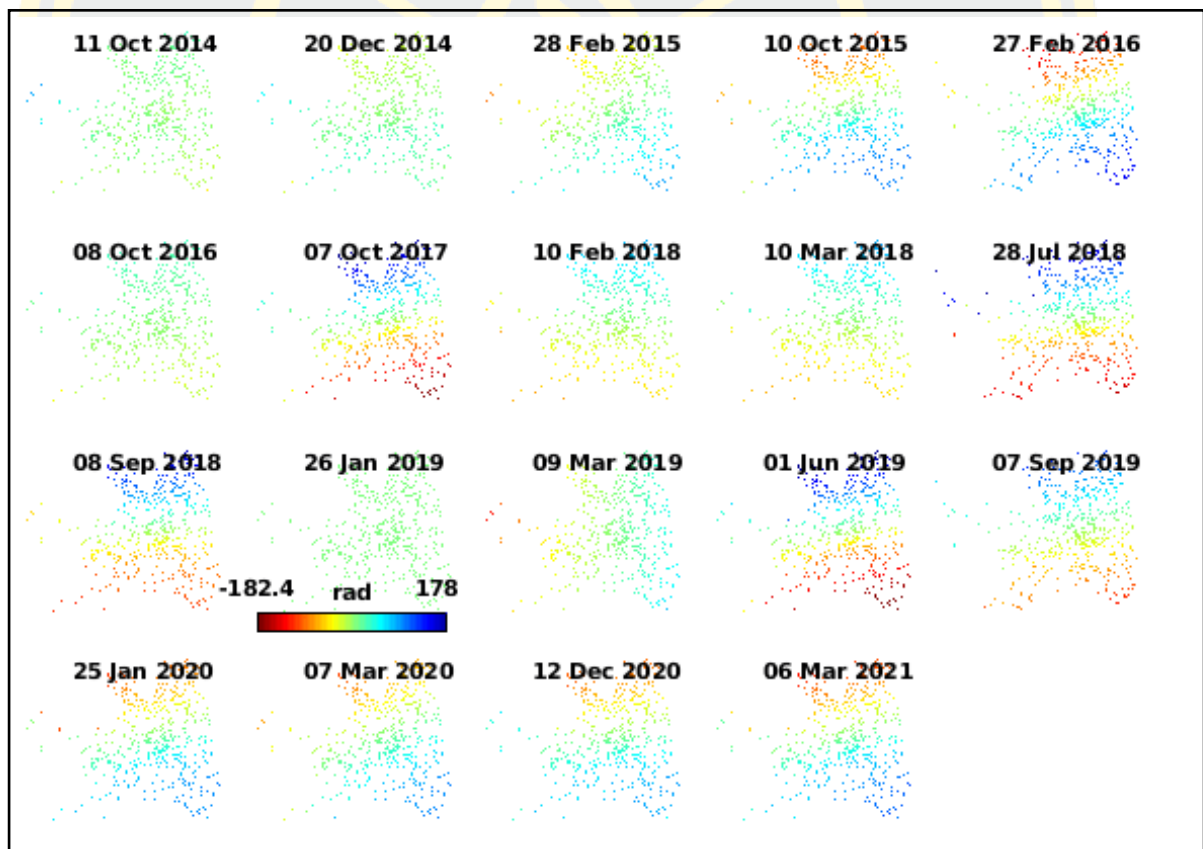 11 Oct 2014 20 Dec 2014 28 Feb 2015 10 Oct 2015 27 Feb 2016
08 Oct 2016 07 Oct 2017 10 Feb 2018 10 Mar 2018 28 Jul 2018
08 Sep 2018 26 Jan 2019 09 Mar 2019 01 Jun 2019 07 Sep 2019
-182.4 rad 178
25 Jan 2020 07 Mar 2020 12 Dec 2020 06 Mar 2021